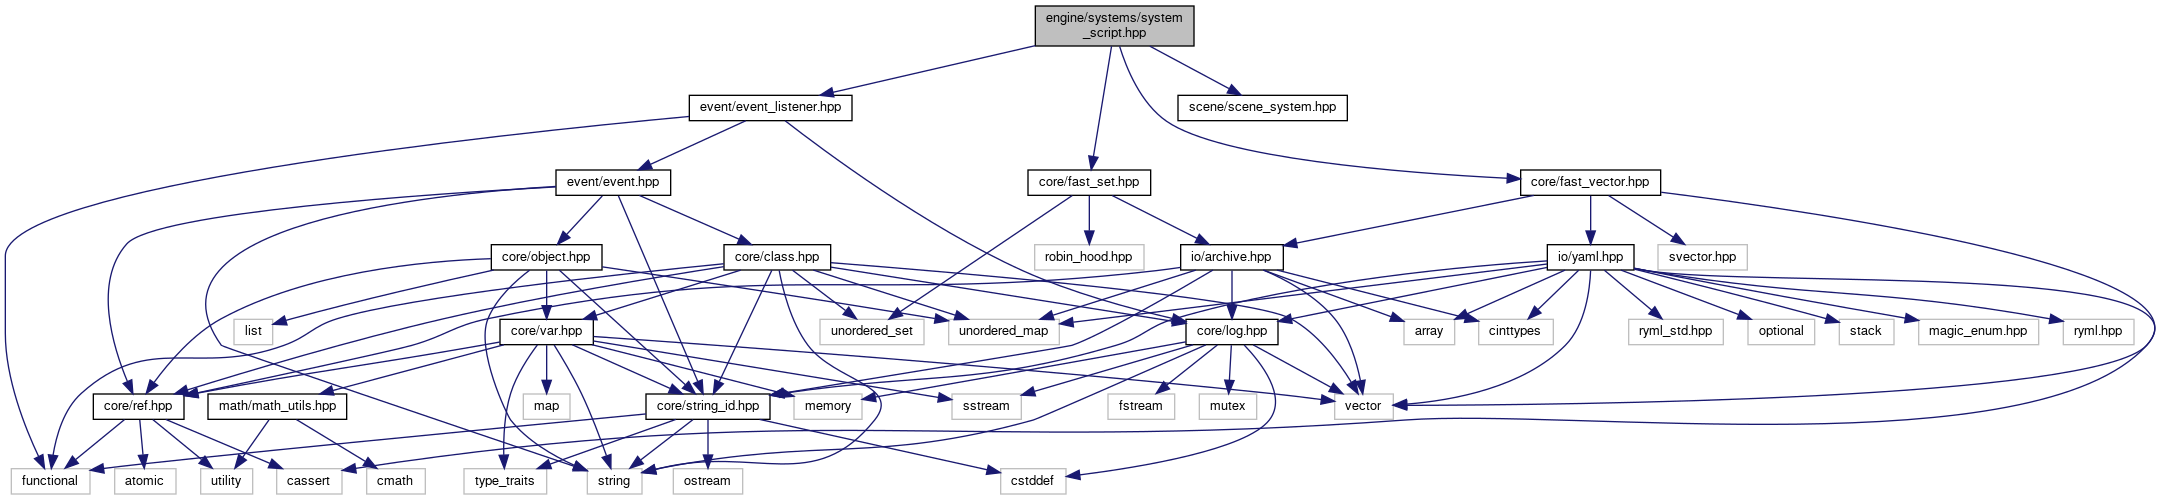 engine/systems/system
_script.hpp
event/event_listener.hpp
scene/scene_system.hpp
event/event.hpp
core/fast_set.hpp
core/fast_vector.hpp
core/object.hpp
core/class.hpp
robin_hood.hpp
io/archive.hpp
io/yaml.hpp
svector.hpp
list
core/var.hpp
unordered_set
unordered_map
core/log.hpp
array
cinttypes
ryml_std.hpp
optional
stack
magic_enum.hpp
ryml.hpp
core/ref.hpp
math/math_utils.hpp
map
core/string_id.hpp
memory
sstream
fstream
mutex
vector
functional
atomic
utility
cassert
cmath
type_traits
string
ostream
cstddef